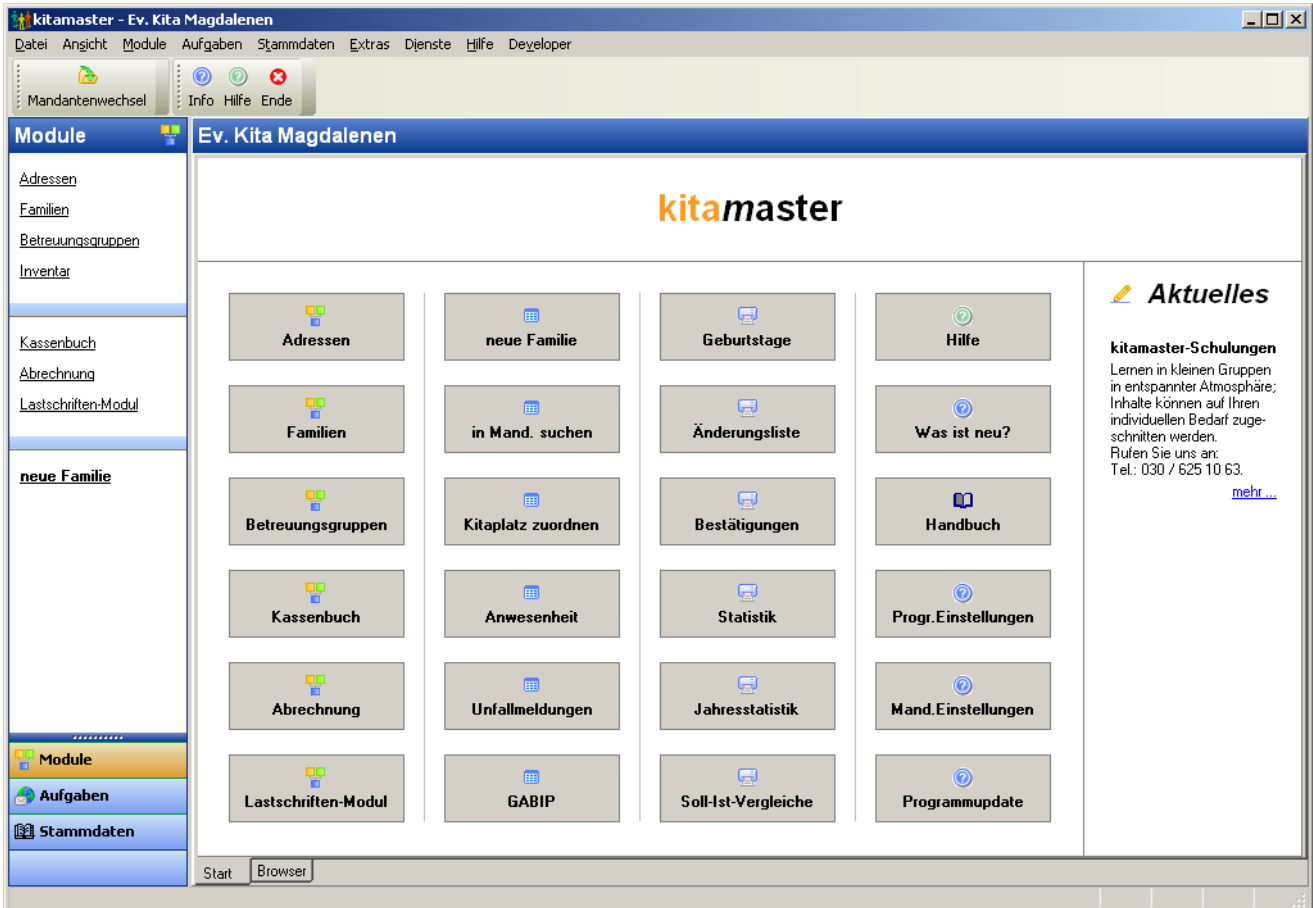 kitamaster - Ev. Kita Magdalenen
Datei Ansicht Module Aufgaben Stammdaten Extras Dienste Hilfe Developer
Mandantenwechsel Info Hilfe Ende
Module
Ev. Kita Magdalenen
Adressen
Familien
Betreuungsgruppen
Inventar
Kassenbuch
Abrechnung
Lastschriften-Modul
neue Familie
Module
Aufgaben
Stammdaten
kitamaster
Adressen neue Familie Geburtstage Hilfe
Familien in Mand. suchen Änderungsliste Was ist neu?
Betreuungsgruppen Kitaplatz zuordnen Bestätigungen Handbuch
Kassenbuch Anwesenheit Statistik Progr.Einstellungen
Abrechnung Unfallmeldungen Jahresstatistik Mand.Einstellungen
Lastschriften-Modul GABIP Soll-Ist-Vergleiche Programmupdate
Aktuelles
kitamaster-Schulungen
Lernen in kleinen Gruppen
in entspannter Atmosphäre;
Inhalte können auf Ihren
individuellen Bedarf zuge-
schnitten werden.
Rufen Sie uns an:
Tel.: 030 / 625 10 63.
mehr ...
Start Browser